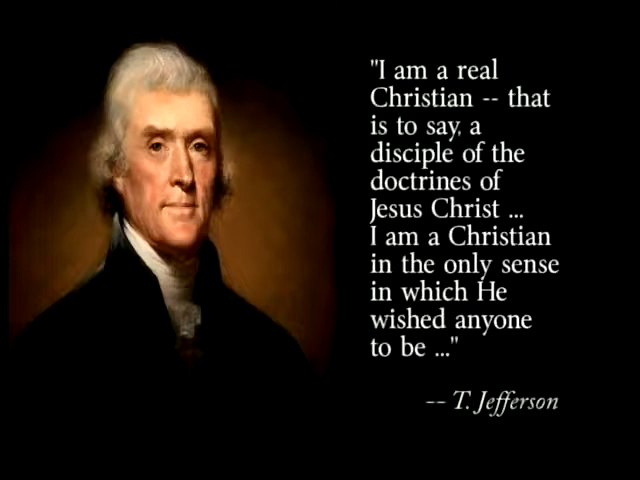 "I am a real
Christian -- that
is to say, a
disciple of the
doctrines of
Jesus Christ ...
I am a Christian
in the only sense
in which He
wished anyone
to be ..."
-- T. Jefferson